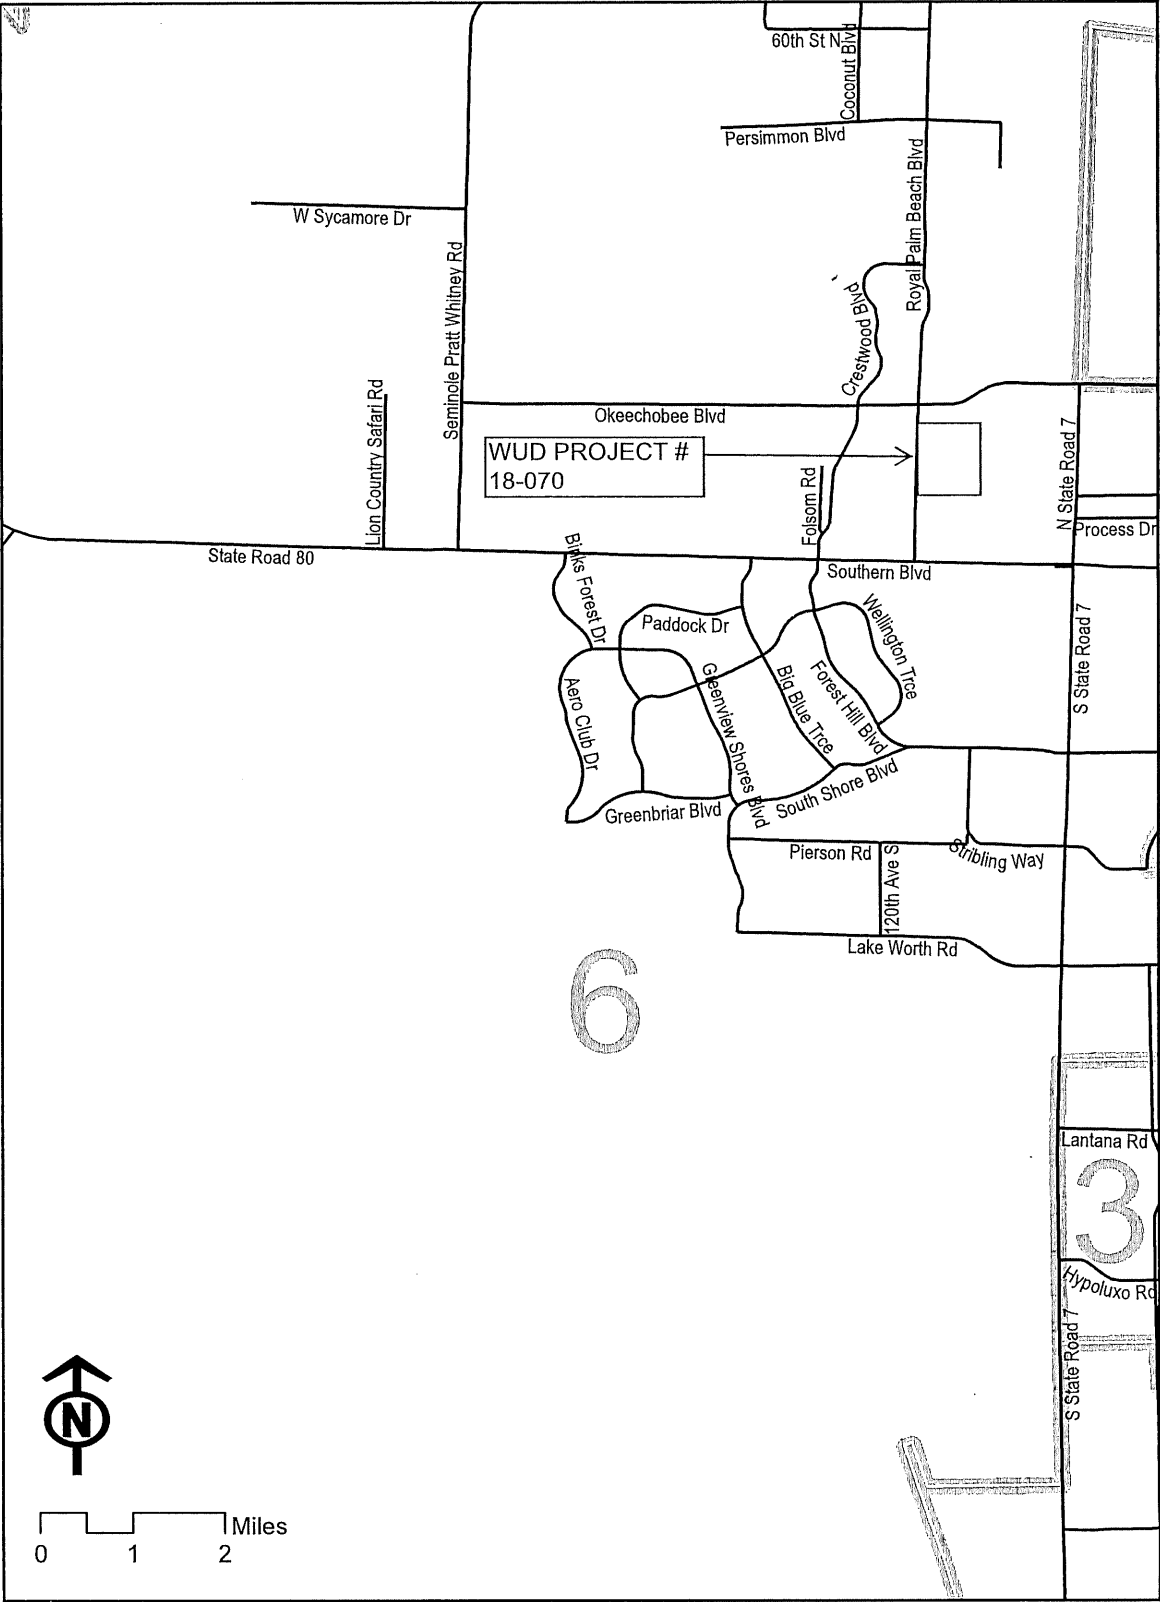 60th St N
Coconut Blvd
Persimmon Blvd
Royal Palm Beach Blvd
W Sycamore Dr
Seminole Pratt Whitney Rd
Crestwood Blvd
Lion Country Safari Rd
Okeechobee Blvd
WUD PROJECT #
18-070
Folsom Rd
N State Road 7
Process Dr
State Road 80
Southern Blvd
Binks Forest Dr
Paddock Dr
Wellington Trce
S State Road 7
Aero Club Dr
Greenview Shores Blvd
Big Blue Trce
Forest Hill Blvd
South Shore Blvd
Greenbriar Blvd
Pierson Rd
120th Ave S
Stribling Way
Lake Worth Rd
6
Lantana Rd
3
Hypoluxo Rd
S State Road 7
N
Miles
0 1 2